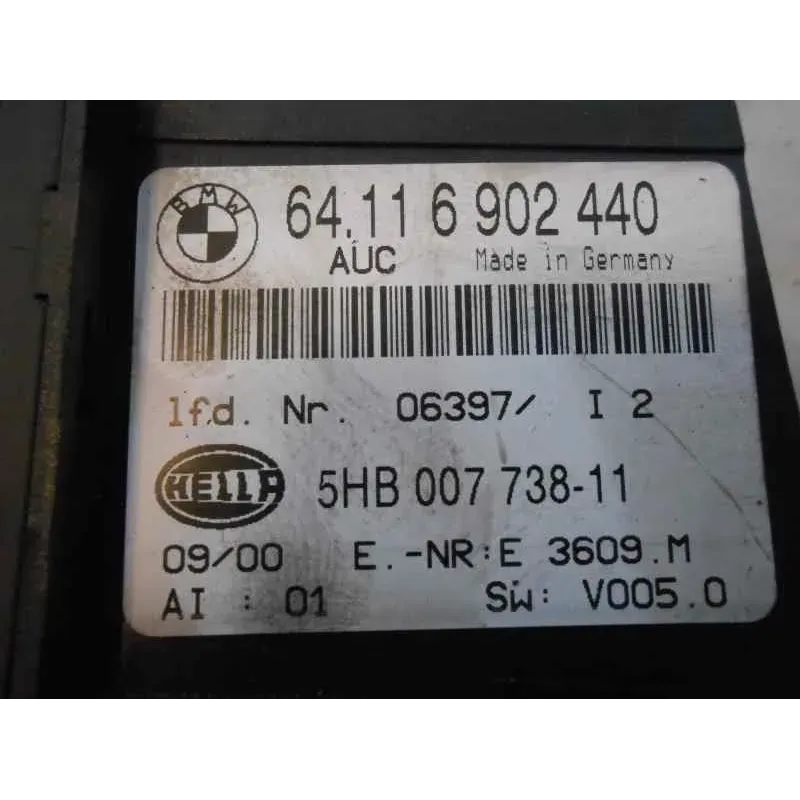 BMW
64.11 6 902 440
AUC Made in Germany
lfd. Nr. 06397/ I 2
HELLA 5HB 007 738-11
09/00 E.-NR:E 3609.M
AI : 01 SW: V005.0